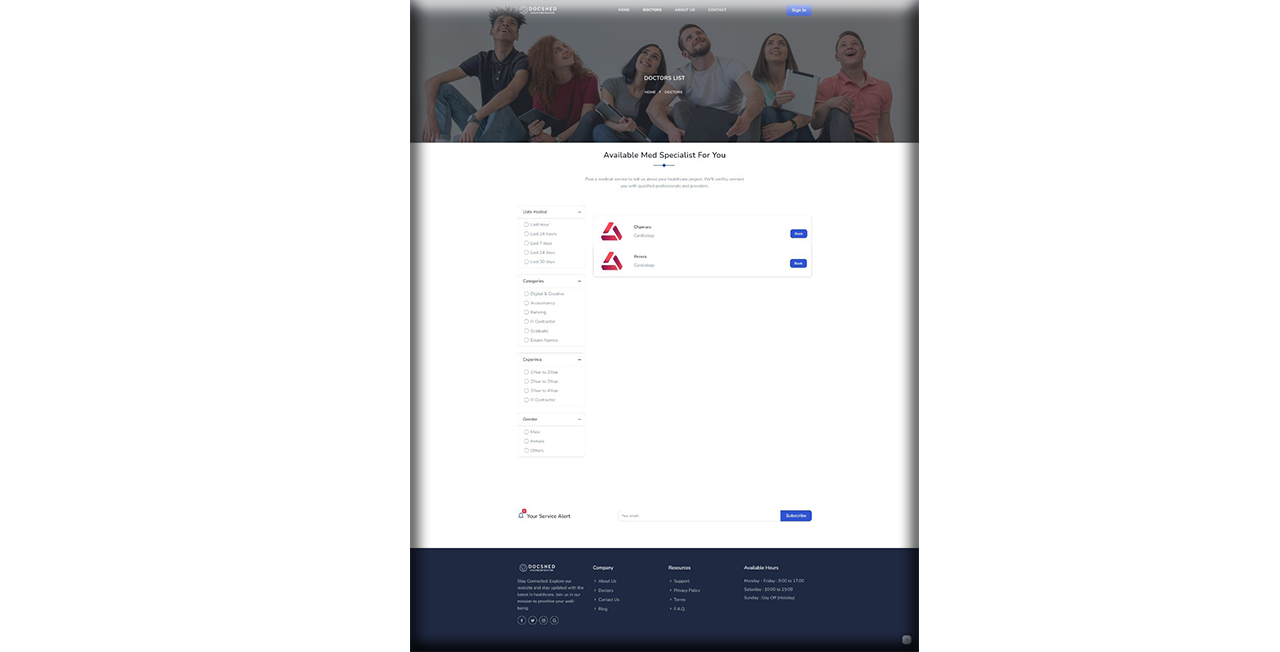 DOCSHED
HOME DOCTORS ABOUT US CONTACT
Sign In
DOCTORS LIST
HOME DOCTORS
Available Med Specialist For You
Post a medical service to tell us about your healthcare project. We'll swiftly connect
you with qualified professionals and providers.
Date Posted
Last Hour
Last 24 hours
Last 7 days
Last 14 days
Last 30 days
Categories
Digital & Creative
Accountancy
Banking
IT Contractor
Graduate
Estate Agency
Experince
1Year to 2Year
2Year to 3Year
3Year to 4Year
IT Contractor
Gender
Male
Female
Others
Cardiology
Book
Perera
Cardiology
Book
Your Service Alert
Your email
Subscribe
DOCSHED
Stay Connected: Explore our
website and stay updated with the
latest in healthcare. Join us in our
mission to prioritise your well-
being.
Company
About Us
Doctors
Contact Us
Blog
Resources
Support
Privacy Policy
Terms
F.A.Q.
Available Hours
Monday - Friday : 8:00 to 17:00
Saturday : 10:00 to 15:00
Sunday : Day Off (Holiday)